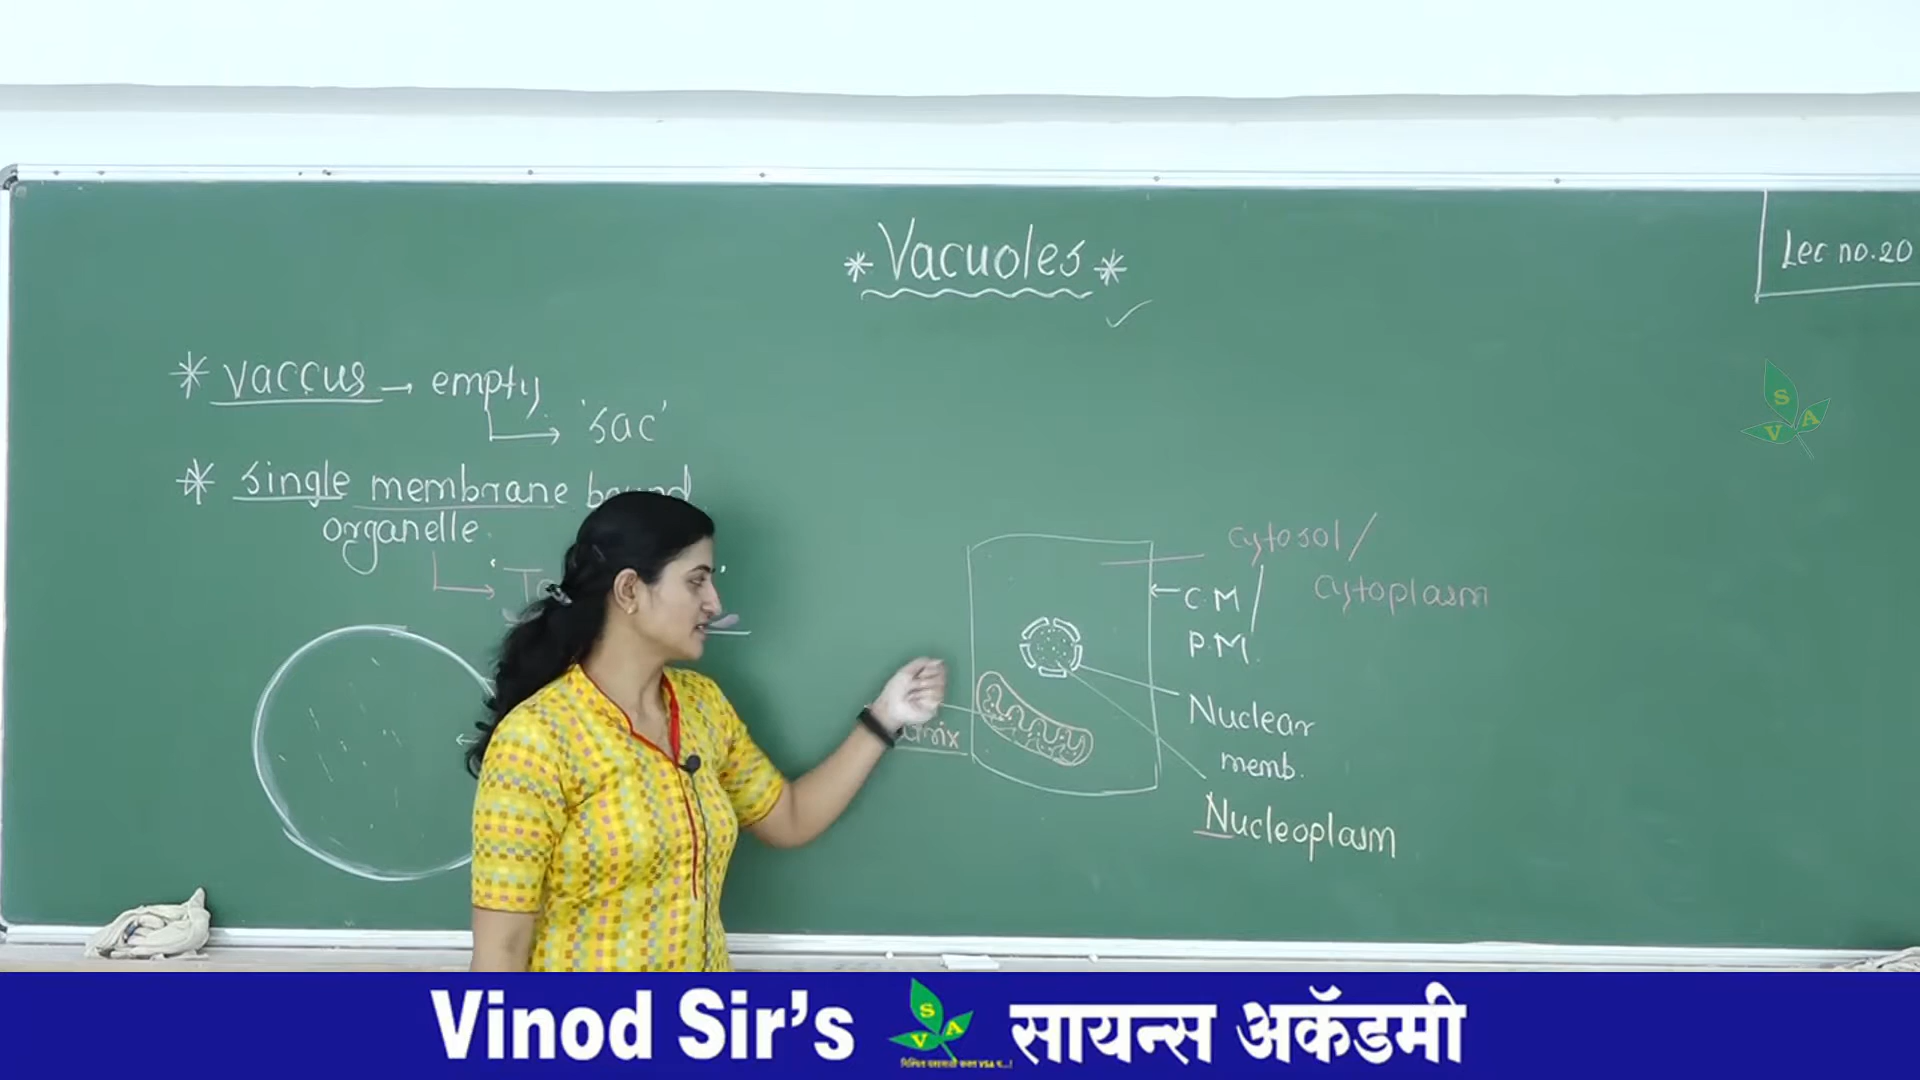 * Vacuoles *
Lec no. 20
* vaccus → empty
'sac'
* single membrane bound
organelle
cytosol /
cytoplasm
C.M
P.M.
Nuclear
memb.
Nucleoplasm
S
V A
Vinod Sir's
S
V A
सायन्स अकॅडमी